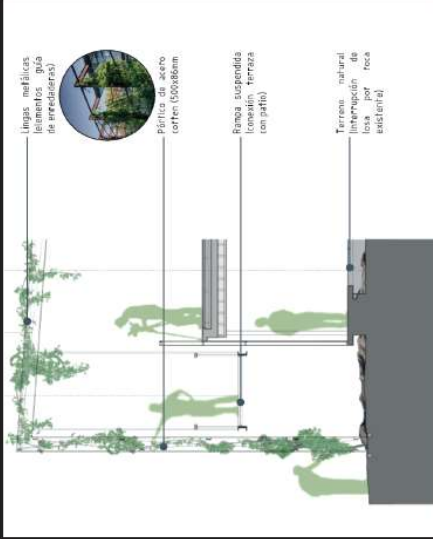 Lingas metálicas
(elementos guía
de enredaderas)
Pórtico de acero
corten (500x86mm
Rampa suspendida
(conexión terraza
con patio)
Terreno natural
(interrupción de
losa por roca
existente)